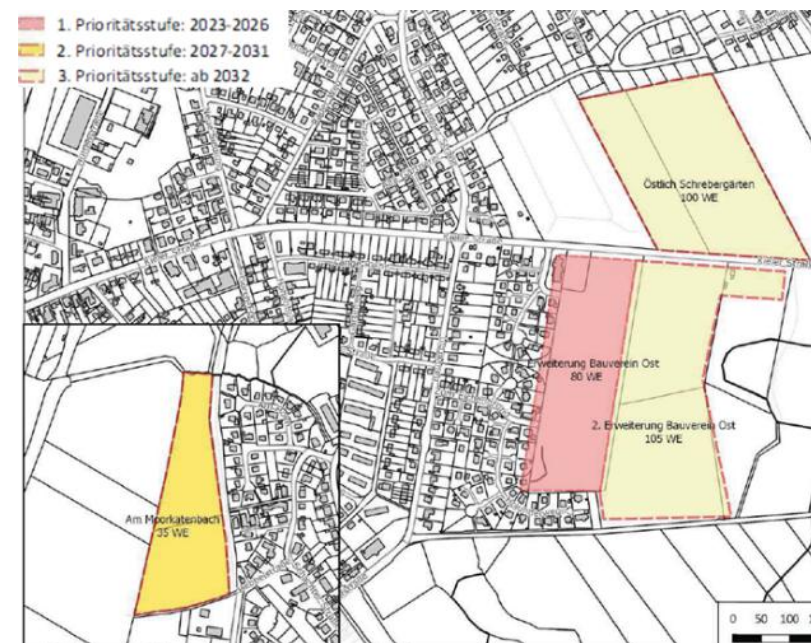 1. Prioritätsstufe: 2023-2026
2. Prioritätsstufe: 2027-2031
3. Prioritätsstufe: ab 2032
Östlich Schrebergärten
100 WE
Erweiterung Bauverein Ost
80 WE
2. Erweiterung Bauverein Ost
105 WE
Am Moorkatenbach
35 WE
0 50 100